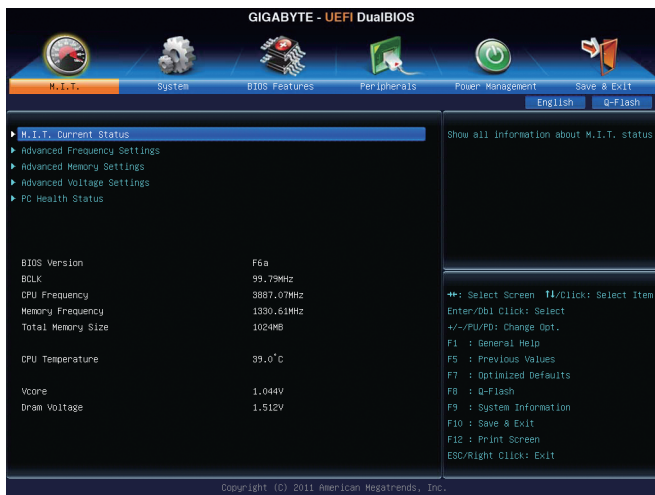 GIGABYTE - UEFI DualBIOS
M.I.T.
System
BIOS Features
Peripherals
Power Management
Save & Exit
English
Q-Flash
M.I.T. Current Status
Advanced Frequency Settings
Advanced Memory Settings
Advanced Voltage Settings
PC Health Status
BIOS Version F6a
BCLK 99.79MHz
CPU Frequency 3887.07MHz
Memory Frequency 1330.61MHz
Total Memory Size 1024MB
CPU Temperature 39.0°C
Vcore 1.044V
Dram Voltage 1.512V
Show all information about M.I.T. status
→←: Select Screen ↑↓/Click: Select Item
Enter/Dbl Click: Select
+/-/PU/PD: Change Opt.
F1 : General Help
F5 : Previous Values
F7 : Optimized Defaults
F8 : Q-Flash
F9 : System Information
F10 : Save & Exit
F12 : Print Screen
ESC/Right Click: Exit
Copyright (C) 2011 American Megatrends, Inc.